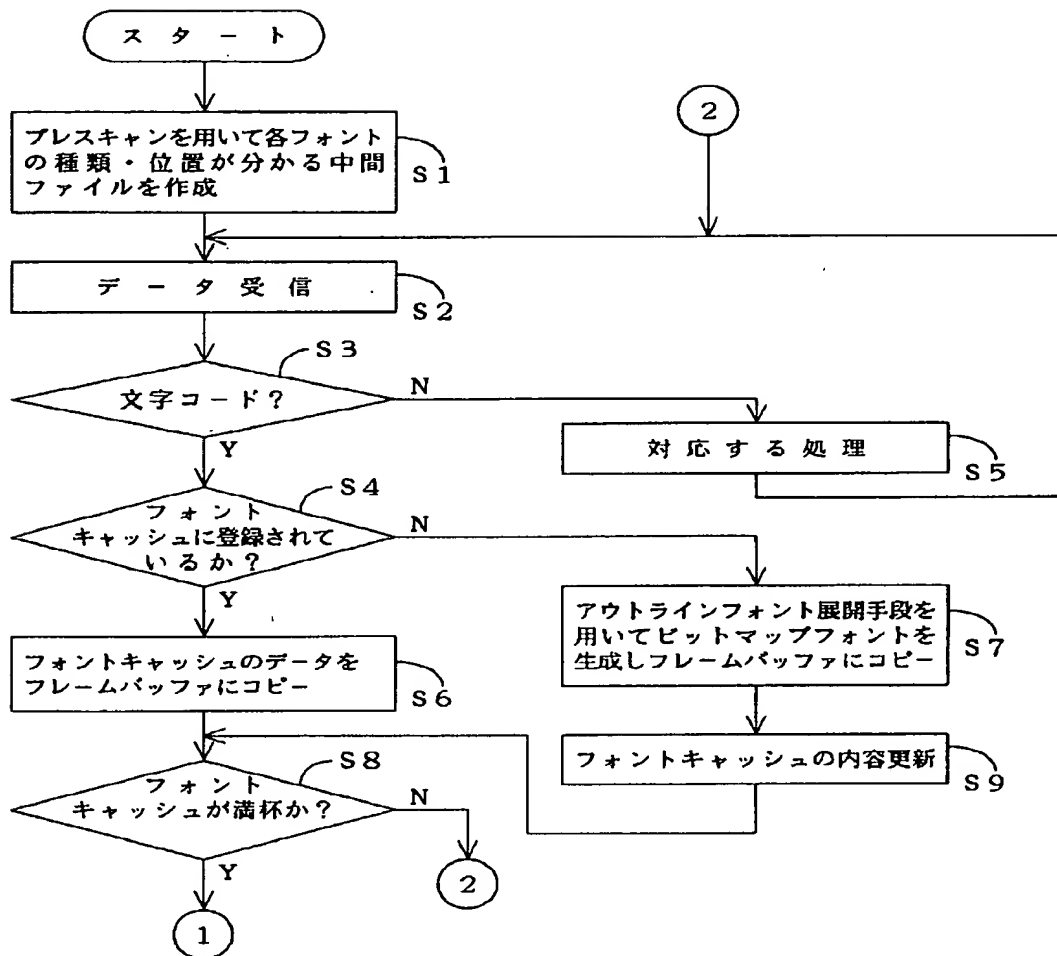 スタート
プレスキャンを用いて各フォント
の種類・位置が分かる中間
ファイルを作成
S1
2
データ受信
S2
S3
文字コード?
N
Y
対応する処理
S5
S4
フォント
キャッシュに登録されて
いるか?
N
Y
アウトラインフォント展開手段を
用いてビットマップフォントを
生成しフレームバッファにコピー
S7
フォントキャッシュのデータを
フレームバッファにコピー
S6
フォントキャッシュの内容更新
S9
S8
フォント
キャッシュが満杯か?
N
Y
2
1